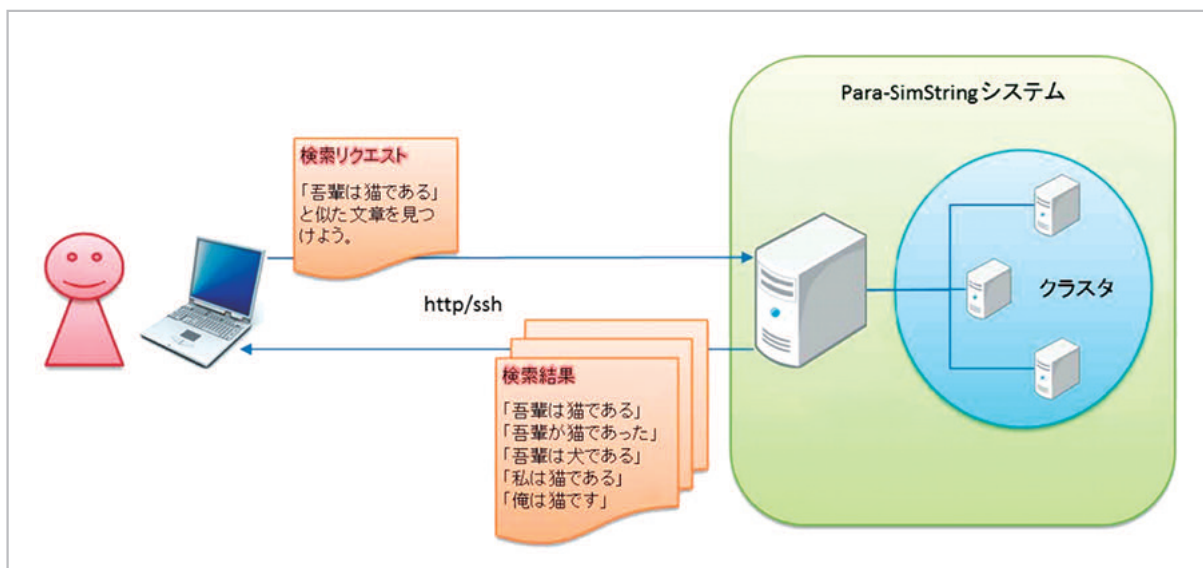 Para-SimStringシステム
検索リクエスト
「吾輩は猫である」
と似た文章を見つ
けよう。
http/ssh
クラスタ
検索結果
「吾輩は猫である」
「吾輩が猫であった」
「吾輩は犬である」
「私は猫である」
「俺は猫です」